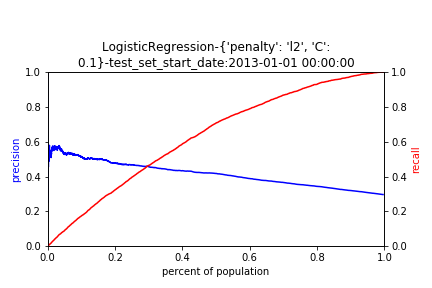 LogisticRegression-{'penalty': 'l2', 'C':
0.1}-test_set_start_date:2013-01-01 00:00:00
1.0
0.8
0.6
0.4
0.2
0.0
precision
1.0
0.8
0.6
0.4
0.2
0.0
recall
0.0 0.2 0.4 0.6 0.8 1.0
percent of population